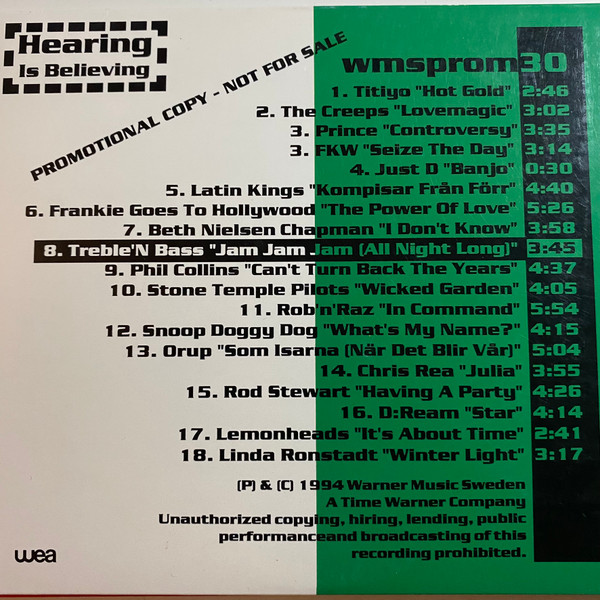 Hearing
Is Believing
PROMOTIONAL COPY - NOT FOR SALE
wmsprom30
1. Titiyo "Hot Gold" 2:46
2. The Creeps "Lovemagic" 3:02
3. Prince "Controversy" 3:35
3. FKW "Seize The Day" 3:14
4. Just D "Banjo" 0:30
5. Latin Kings "Kompisar Från Förr" 4:40
6. Frankie Goes To Hollywood "The Power Of Love" 5:26
7. Beth Nielsen Chapman "I Don't Know" 3:58
8. Treble'N Bass "Jam Jam Jam (All Night Long)" 3:45
9. Phil Collins "Can't Turn Back The Years" 4:37
10. Stone Temple Pilots "Wicked Garden" 4:05
11. Rob'n'Raz "In Command" 5:54
12. Snoop Doggy Dog "What's My Name?" 4:15
13. Orup "Som Isarna (När Det Blir Vår)" 5:04
14. Chris Rea "Julia" 3:55
15. Rod Stewart "Having A Party" 4:26
16. D:Ream "Star" 4:14
17. Lemonheads "It's About Time" 2:41
18. Linda Ronstadt "Winter Light" 3:17
(P) & (C) 1994 Warner Music Sweden
A Time Warner Company
Unauthorized copying, hiring, lending, public
performanceand broadcasting of this
recording prohibited.
wea